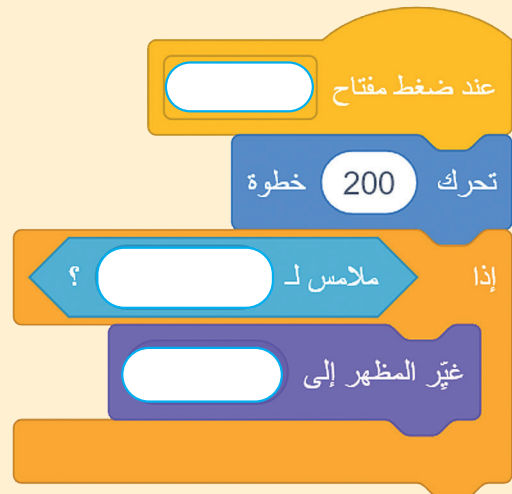 عند ضغط مفتاح
تحرك 200 خطوة
إذا ملامس لـ ؟
غيِّر المظهر إلى